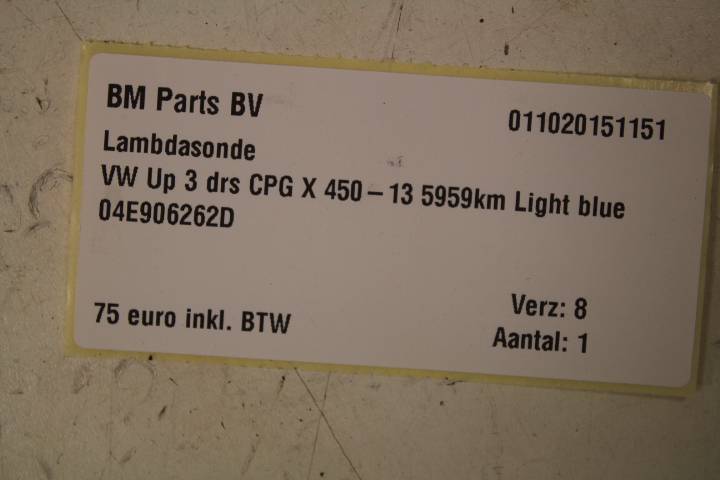 BM Parts BV
011020151151
Lambdasonde
VW Up 3 drs CPG X 450 – 13 5959km Light blue
04E906262D
75 euro inkl. BTW
Verz: 8
Aantal: 1